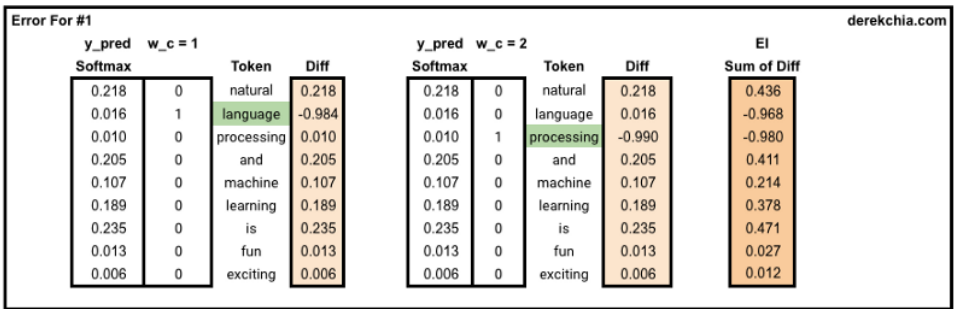 Error For #1 derekchia.com
y_pred w_c = 1 y_pred w_c = 2 EI
Softmax Token Diff Softmax Token Diff Sum of Diff
0.218 0 natural 0.218 0.218 0 natural 0.218 0.436
0.016 1 language -0.984 0.016 0 language 0.016 -0.968
0.010 0 processing 0.010 0.010 1 processing -0.990 -0.980
0.205 0 and 0.205 0.205 0 and 0.205 0.411
0.107 0 machine 0.107 0.107 0 machine 0.107 0.214
0.189 0 learning 0.189 0.189 0 learning 0.189 0.378
0.235 0 is 0.235 0.235 0 is 0.235 0.471
0.013 0 fun 0.013 0.013 0 fun 0.013 0.027
0.006 0 exciting 0.006 0.006 0 exciting 0.006 0.012